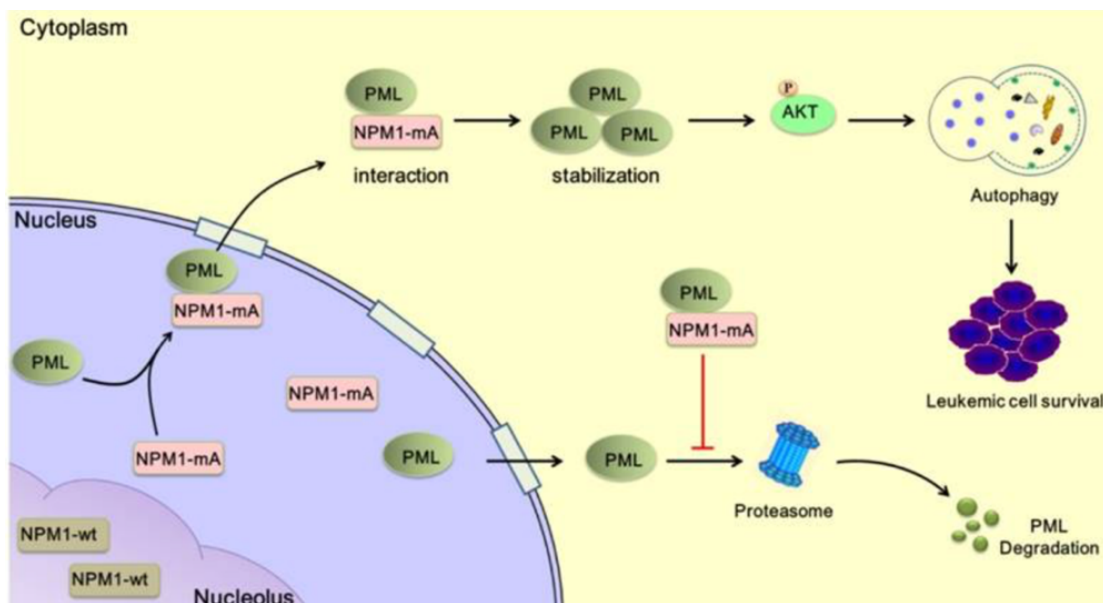 Cytoplasm
PML
NPM1-mA
interaction
PML
PML
PML
stabilization
P
AKT
Autophagy
Leukemic cell survival
Nucleus
PML
NPM1-mA
PML
NPM1-mA
NPM1-mA
PML
PML
PML
NPM1-mA
Proteasome
PML
Degradation
NPM1-wt
NPM1-wt
Nucleolus